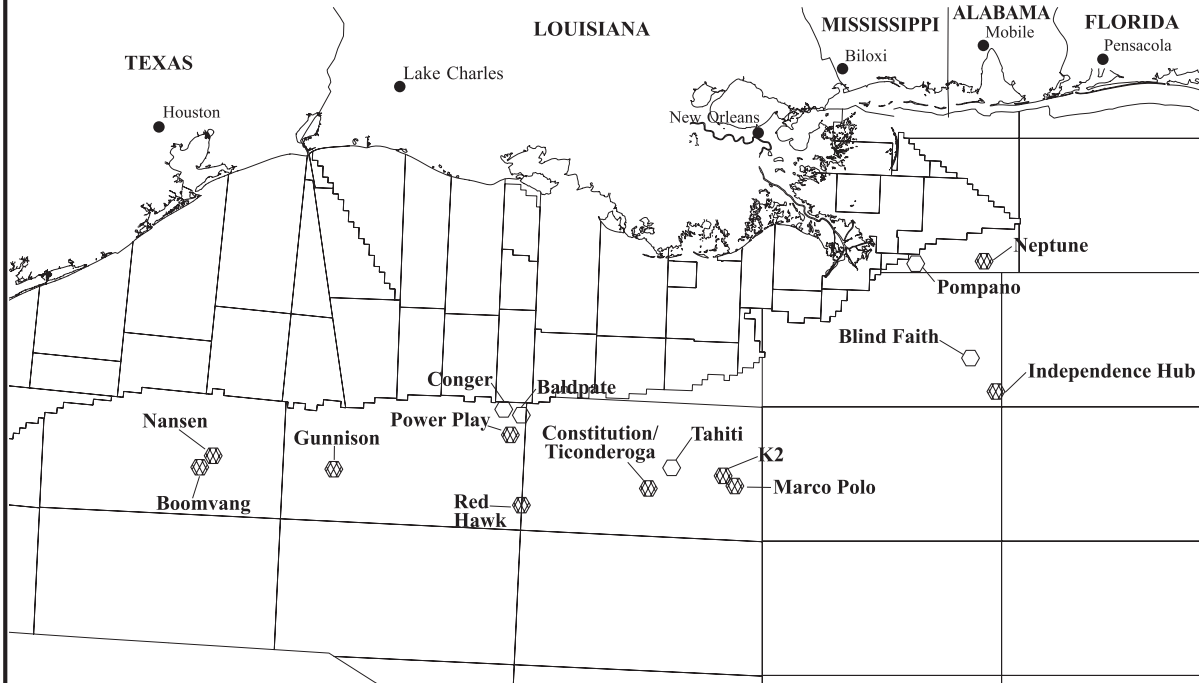 ALABAMA
MISSISSIPPI
FLORIDA
LOUISIANA
Mobile
Pensacola
Biloxi
TEXAS
Lake Charles
Houston
New Orleans
Neptune
Pompano
Blind Faith
Independence Hub
Conger
Baldpate
Power Play
Nansen
Gunnison
Constitution/
Ticonderoga
Tahiti
K2
Marco Polo
Boomvang
Red
Hawk